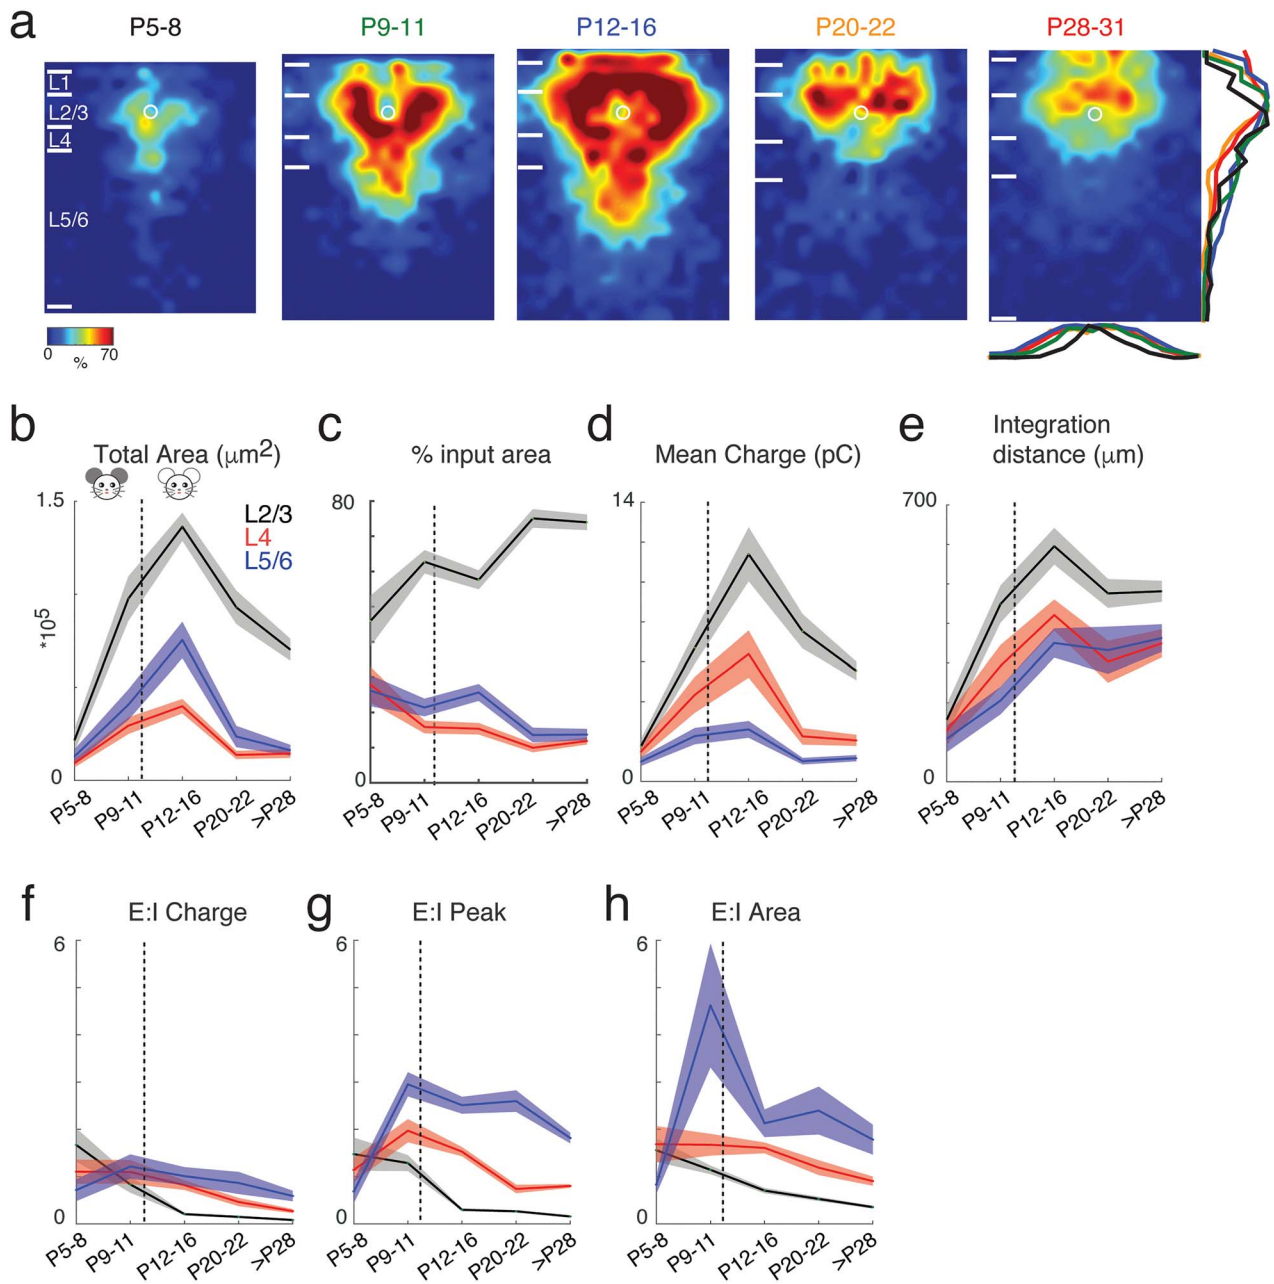 a
P5-8
P9-11
P12-16
P20-22
P28-31
L1
L2/3
L4
L5/6
0
70
%
b
c
d
e
Total Area (μm2)
% input area
Mean Charge (pC)
Integration
distance (μm)
1.5
*105
0
L2/3
L4
L5/6
P5-8
P9-11
P12-16
P20-22
>P28
80
0
P5-8
P9-11
P12-16
P20-22
>P28
14
0
P5-8
P9-11
P12-16
P20-22
>P28
700
0
P5-8
P9-11
P12-16
P20-22
>P28
f
g
h
E:I Charge
E:I Peak
E:I Area
6
0
P5-8
P9-11
P12-16
P20-22
>P28
6
0
P5-8
P9-11
P12-16
P20-22
>P28
6
0
P5-8
P9-11
P12-16
P20-22
>P28